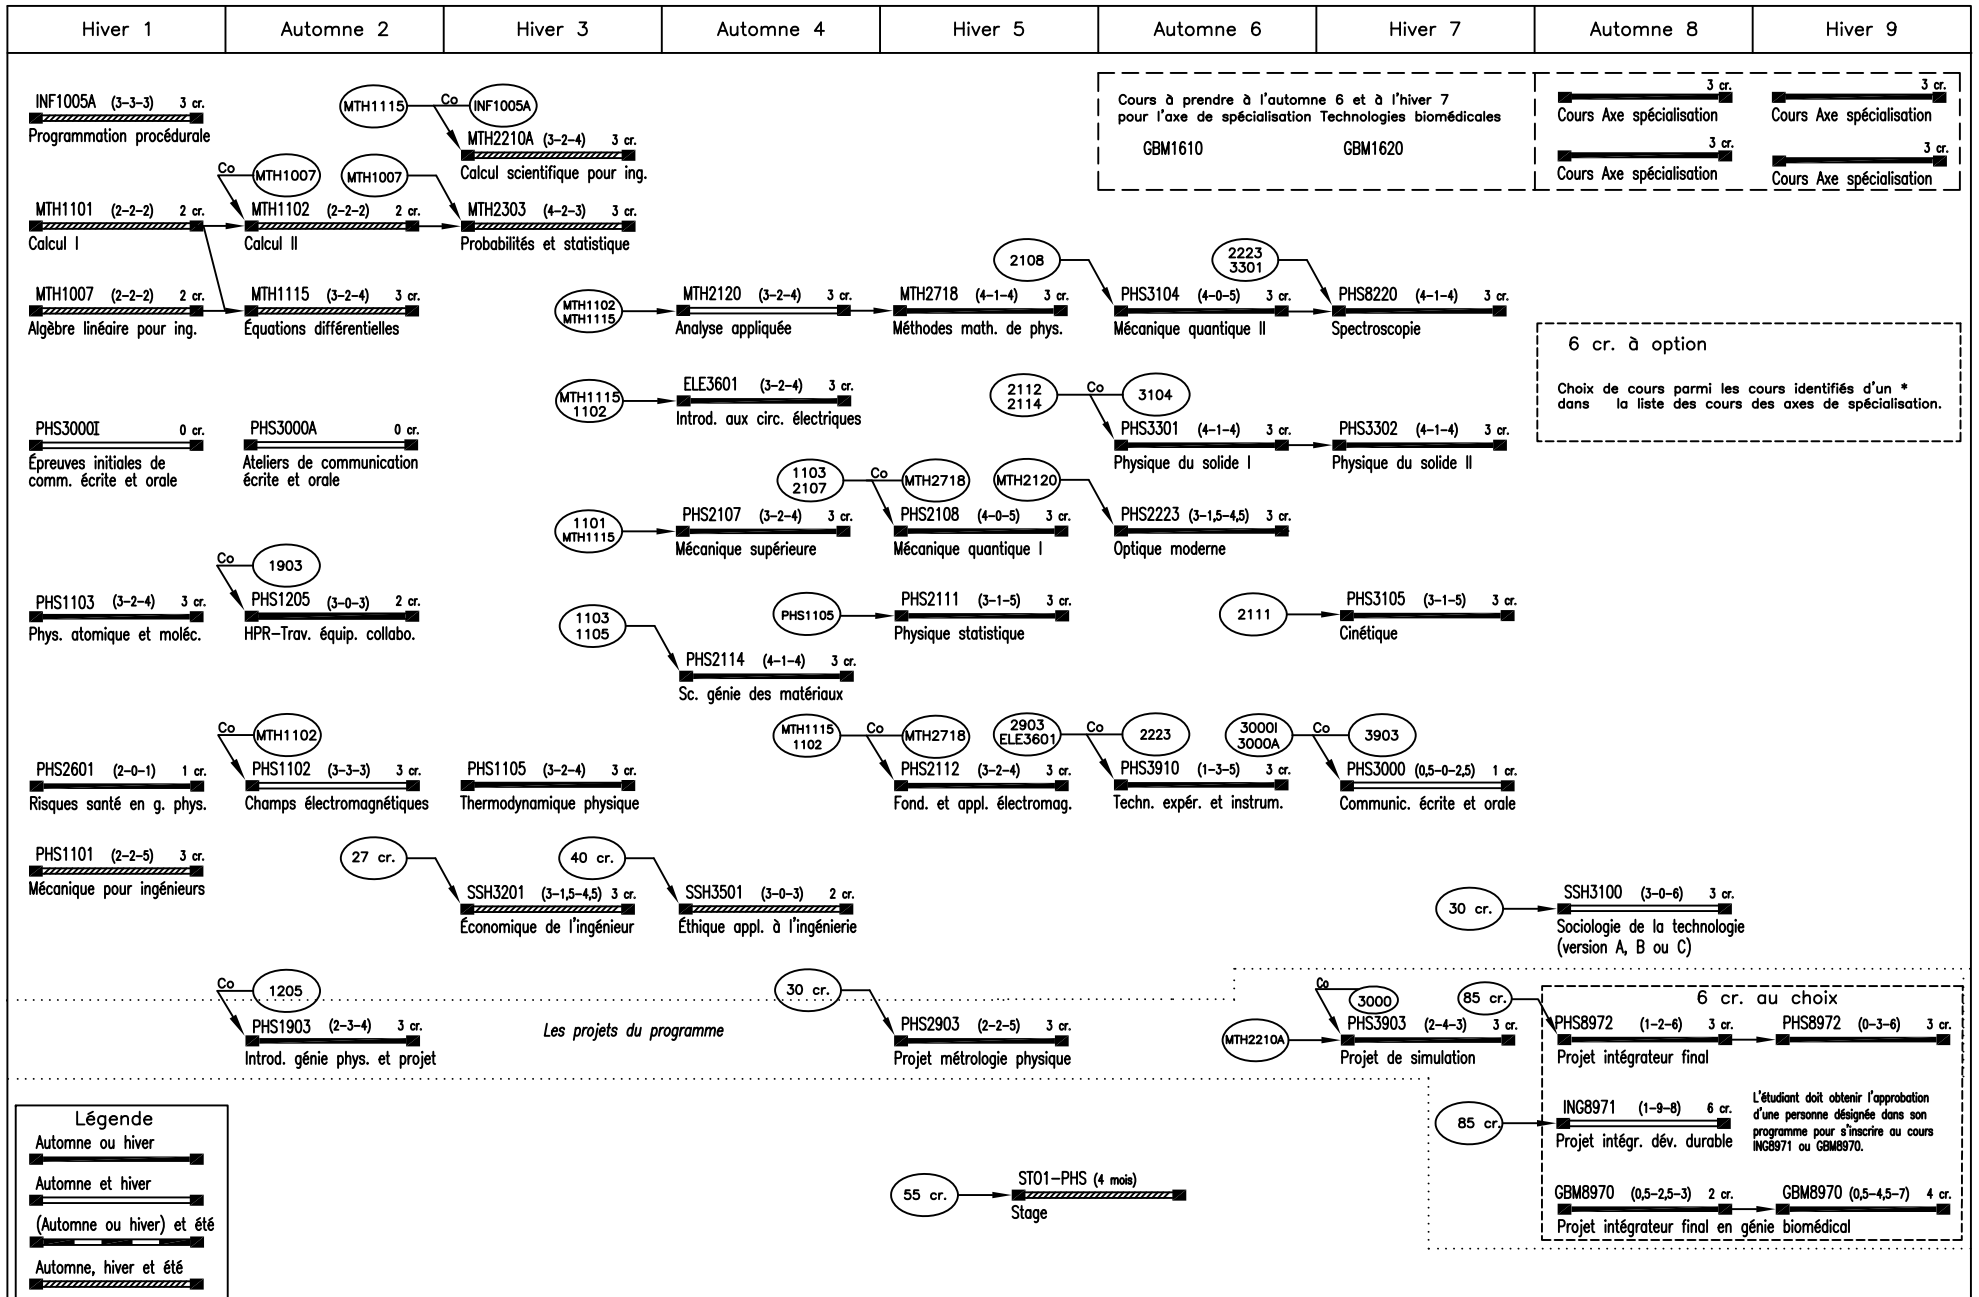 Hiver 1
Automne 2
Hiver 3
Automne 4
Hiver 5
Automne 6
Hiver 7
Automne 8
Hiver 9
INF1005A (3-3-3) 3 cr.
Programmation procédurale
MTH1115
Co
INF1005A
MTH2210A (3-2-4) 3 cr.
Calcul scientifique pour ing.
Cours à prendre à l'automne 6 et à l'hiver 7
pour l'axe de spécialisation Technologies biomédicales
GBM1610
GBM1620
3 cr.
Cours Axe spécialisation
3 cr.
Cours Axe spécialisation
3 cr.
Cours Axe spécialisation
3 cr.
Cours Axe spécialisation
MTH1101 (2-2-2) 2 cr.
Calcul I
Co
MTH1007
MTH1102 (2-2-2) 2 cr.
Calcul II
MTH1007
MTH2303 (4-2-3) 3 cr.
Probabilités et statistique
MTH1007 (2-2-2) 2 cr.
Algèbre linéaire pour ing.
MTH1115 (3-2-4) 3 cr.
Équations différentielles
MTH1102
MTH1115
MTH2120 (3-2-4) 3 cr.
Analyse appliquée
MTH2718 (4-1-4) 3 cr.
Méthodes math. de phys.
2108
PHS3104 (4-0-5) 3 cr.
Mécanique quantique II
2223
3301
PHS8220 (4-1-4) 3 cr.
Spectroscopie
6 cr. à option
Choix de cours parmi les cours identifiés d'un *
dans la liste des cours des axes de spécialisation.
MTH1115
1102
ELE3601 (3-2-4) 3 cr.
Introd. aux circ. électriques
2112
2114
Co
3104
PHS3301 (4-1-4) 3 cr.
Physique du solide I
PHS3302 (4-1-4) 3 cr.
Physique du solide II
PHS3000I 0 cr.
Épreuves initiales de
comm. écrite et orale
PHS3000A 0 cr.
Ateliers de communication
écrite et orale
1101
MTH1115
PHS2107 (3-2-4) 3 cr.
Mécanique supérieure
1103
2107
Co
MTH2718
PHS2108 (4-0-5) 3 cr.
Mécanique quantique I
MTH2120
PHS2223 (3-1,5-4,5) 3 cr.
Optique moderne
PHS1103 (3-2-4) 3 cr.
Phys. atomique et moléc.
Co
1903
PHS1205 (3-0-3) 2 cr.
HPR-Trav. équip. collabo.
1103
1105
PHS2114 (4-1-4) 3 cr.
Sc. génie des matériaux
PHS1105
PHS2111 (3-1-5) 3 cr.
Physique statistique
2111
PHS3105 (3-1-5) 3 cr.
Cinétique
PHS2601 (2-0-1) 1 cr.
Risques santé en g. phys.
Co
MTH1102
PHS1102 (3-3-3) 3 cr.
Champs électromagnétiques
PHS1105 (3-2-4) 3 cr.
Thermodynamique physique
MTH1115
1102
Co
MTH2718
PHS2112 (3-2-4) 3 cr.
Fond. et appl. électromag.
2903
ELE3601
Co
2223
PHS3910 (1-3-5) 3 cr.
Techn. expér. et instrum.
3000I
3000A
Co
3903
PHS3000 (0,5-0-2,5) 1 cr.
Communic. écrite et orale
PHS1101 (2-2-5) 3 cr.
Mécanique pour ingénieurs
27 cr.
SSH3201 (3-1,5-4,5) 3 cr.
Économique de l'ingénieur
40 cr.
SSH3501 (3-0-3) 2 cr.
Éthique appl. à l'ingénierie
30 cr.
SSH3100 (3-0-6) 3 cr.
Sociologie de la technologie
(version A, B ou C)
Co
1205
PHS1903 (2-3-4) 3 cr.
Introd. génie phys. et projet
Les projets du programme
30 cr.
PHS2903 (2-2-5) 3 cr.
Projet métrologie physique
Co
3000
MTH2210A
PHS3903 (2-4-3) 3 cr.
Projet de simulation
85 cr.
6 cr. au choix
PHS8972 (1-2-6) 3 cr.
Projet intégrateur final
PHS8972 (0-3-6) 3 cr.
85 cr.
ING8971 (1-9-8) 6 cr.
Projet intégr. dév. durable
L'étudiant doit obtenir l'approbation
d'une personne désignée dans son
programme pour s'inscrire au cours
ING8971 ou GBM8970.
GBM8970 (0,5-2,5-3) 2 cr.
GBM8970 (0,5-4,5-7) 4 cr.
Projet intégrateur final en génie biomédical
55 cr.
ST01-PHS (4 mois)
Stage
Légende
Automne ou hiver
Automne et hiver
(Automne ou hiver) et été
Automne, hiver et été